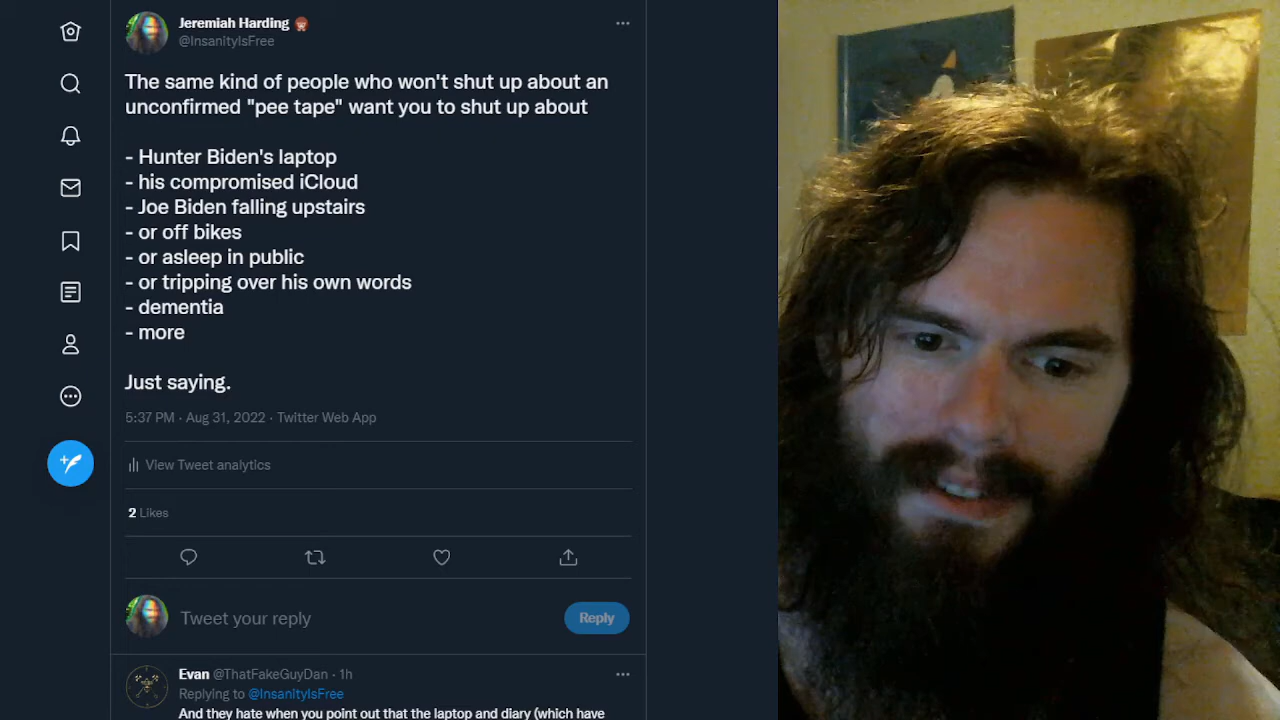 Jeremiah Harding
@InsanityIsFree
The same kind of people who won't shut up about an
unconfirmed "pee tape" want you to shut up about
- Hunter Biden's laptop
- his compromised iCloud
- Joe Biden falling upstairs
- or off bikes
- or asleep in public
- or tripping over his own words
- dementia
- more
Just saying.
5:37 PM · Aug 31, 2022 · Twitter Web App
View Tweet analytics
2 Likes
Tweet your reply
Reply
Evan @ThatFakeGuyDan · 1h
Replying to @InsanityIsFree
And they hate when you point out that the laptop and diary (which have